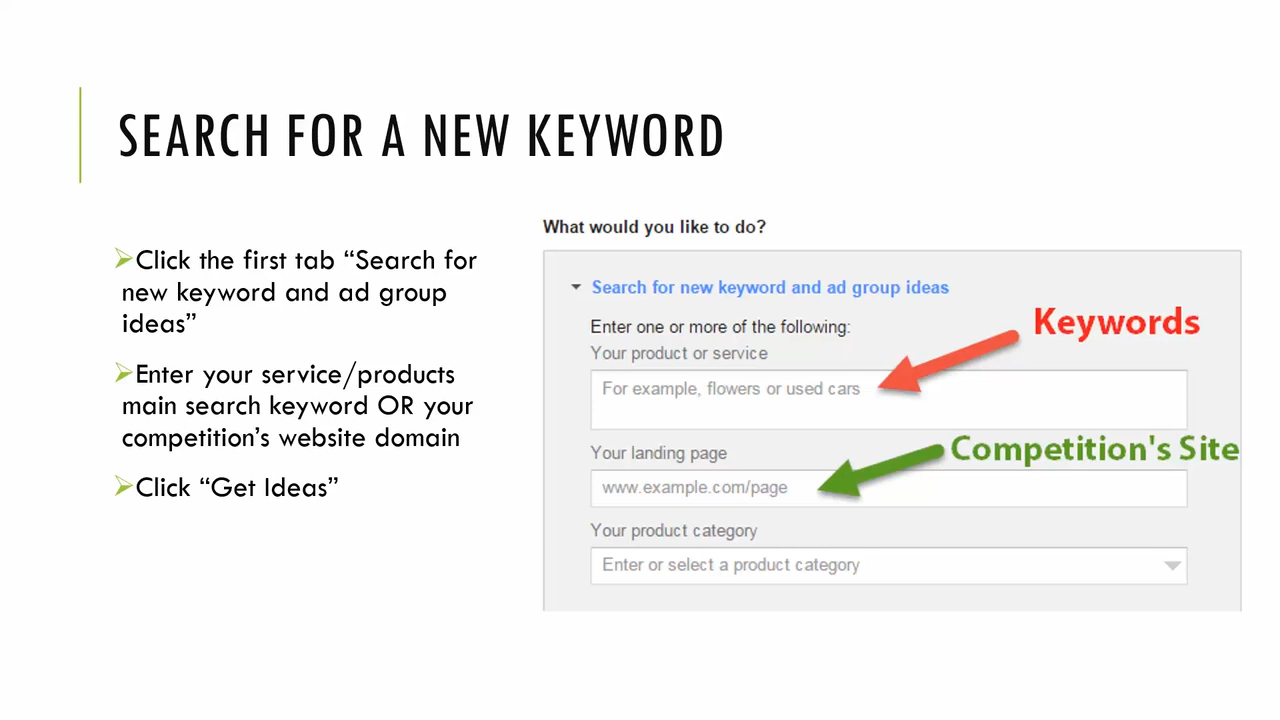 SEARCH FOR A NEW KEYWORD
Click the first tab “Search for
new keyword and ad group
ideas”
Enter your service/products
main search keyword OR your
competition’s website domain
Click “Get Ideas”
What would you like to do?
Search for new keyword and ad group ideas
Enter one or more of the following:
Keywords
Your product or service
For example, flowers or used cars
Your landing page
Competition's Site
www.example.com/page
Your product category
Enter or select a product category